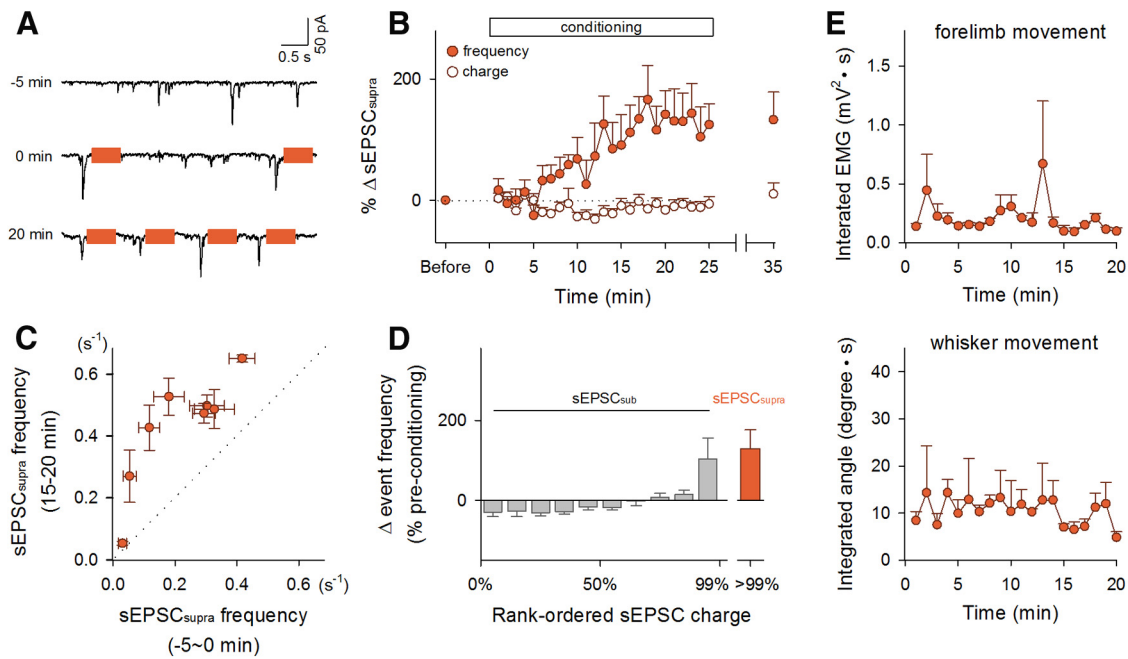 A
0.5 s
50 pA
-5 min
0 min
20 min
B
conditioning
frequency
charge
% Δ sEPSCsupra
200
0
Before
0
5
10
15
20
25
35
Time (min)
C
(s-1)
sEPSCsupra frequency
(15-20 min)
0.6
0.4
0.2
0.0
0.0
0.2
0.4
0.6
(s-1)
sEPSCsupra frequency
(-5~0 min)
D
Δ event frequency
(% pre-conditioning)
200
0
sEPSCsub
sEPSCsupra
0%
50%
99%
>99%
Rank-ordered sEPSC charge
E
forelimb movement
Interated EMG (mV2 • s)
1.5
1.0
0.5
0.0
0
5
10
15
20
Time (min)
whisker movement
Integrated angle (degree • s)
40
30
20
10
0
0
5
10
15
20
Time (min)